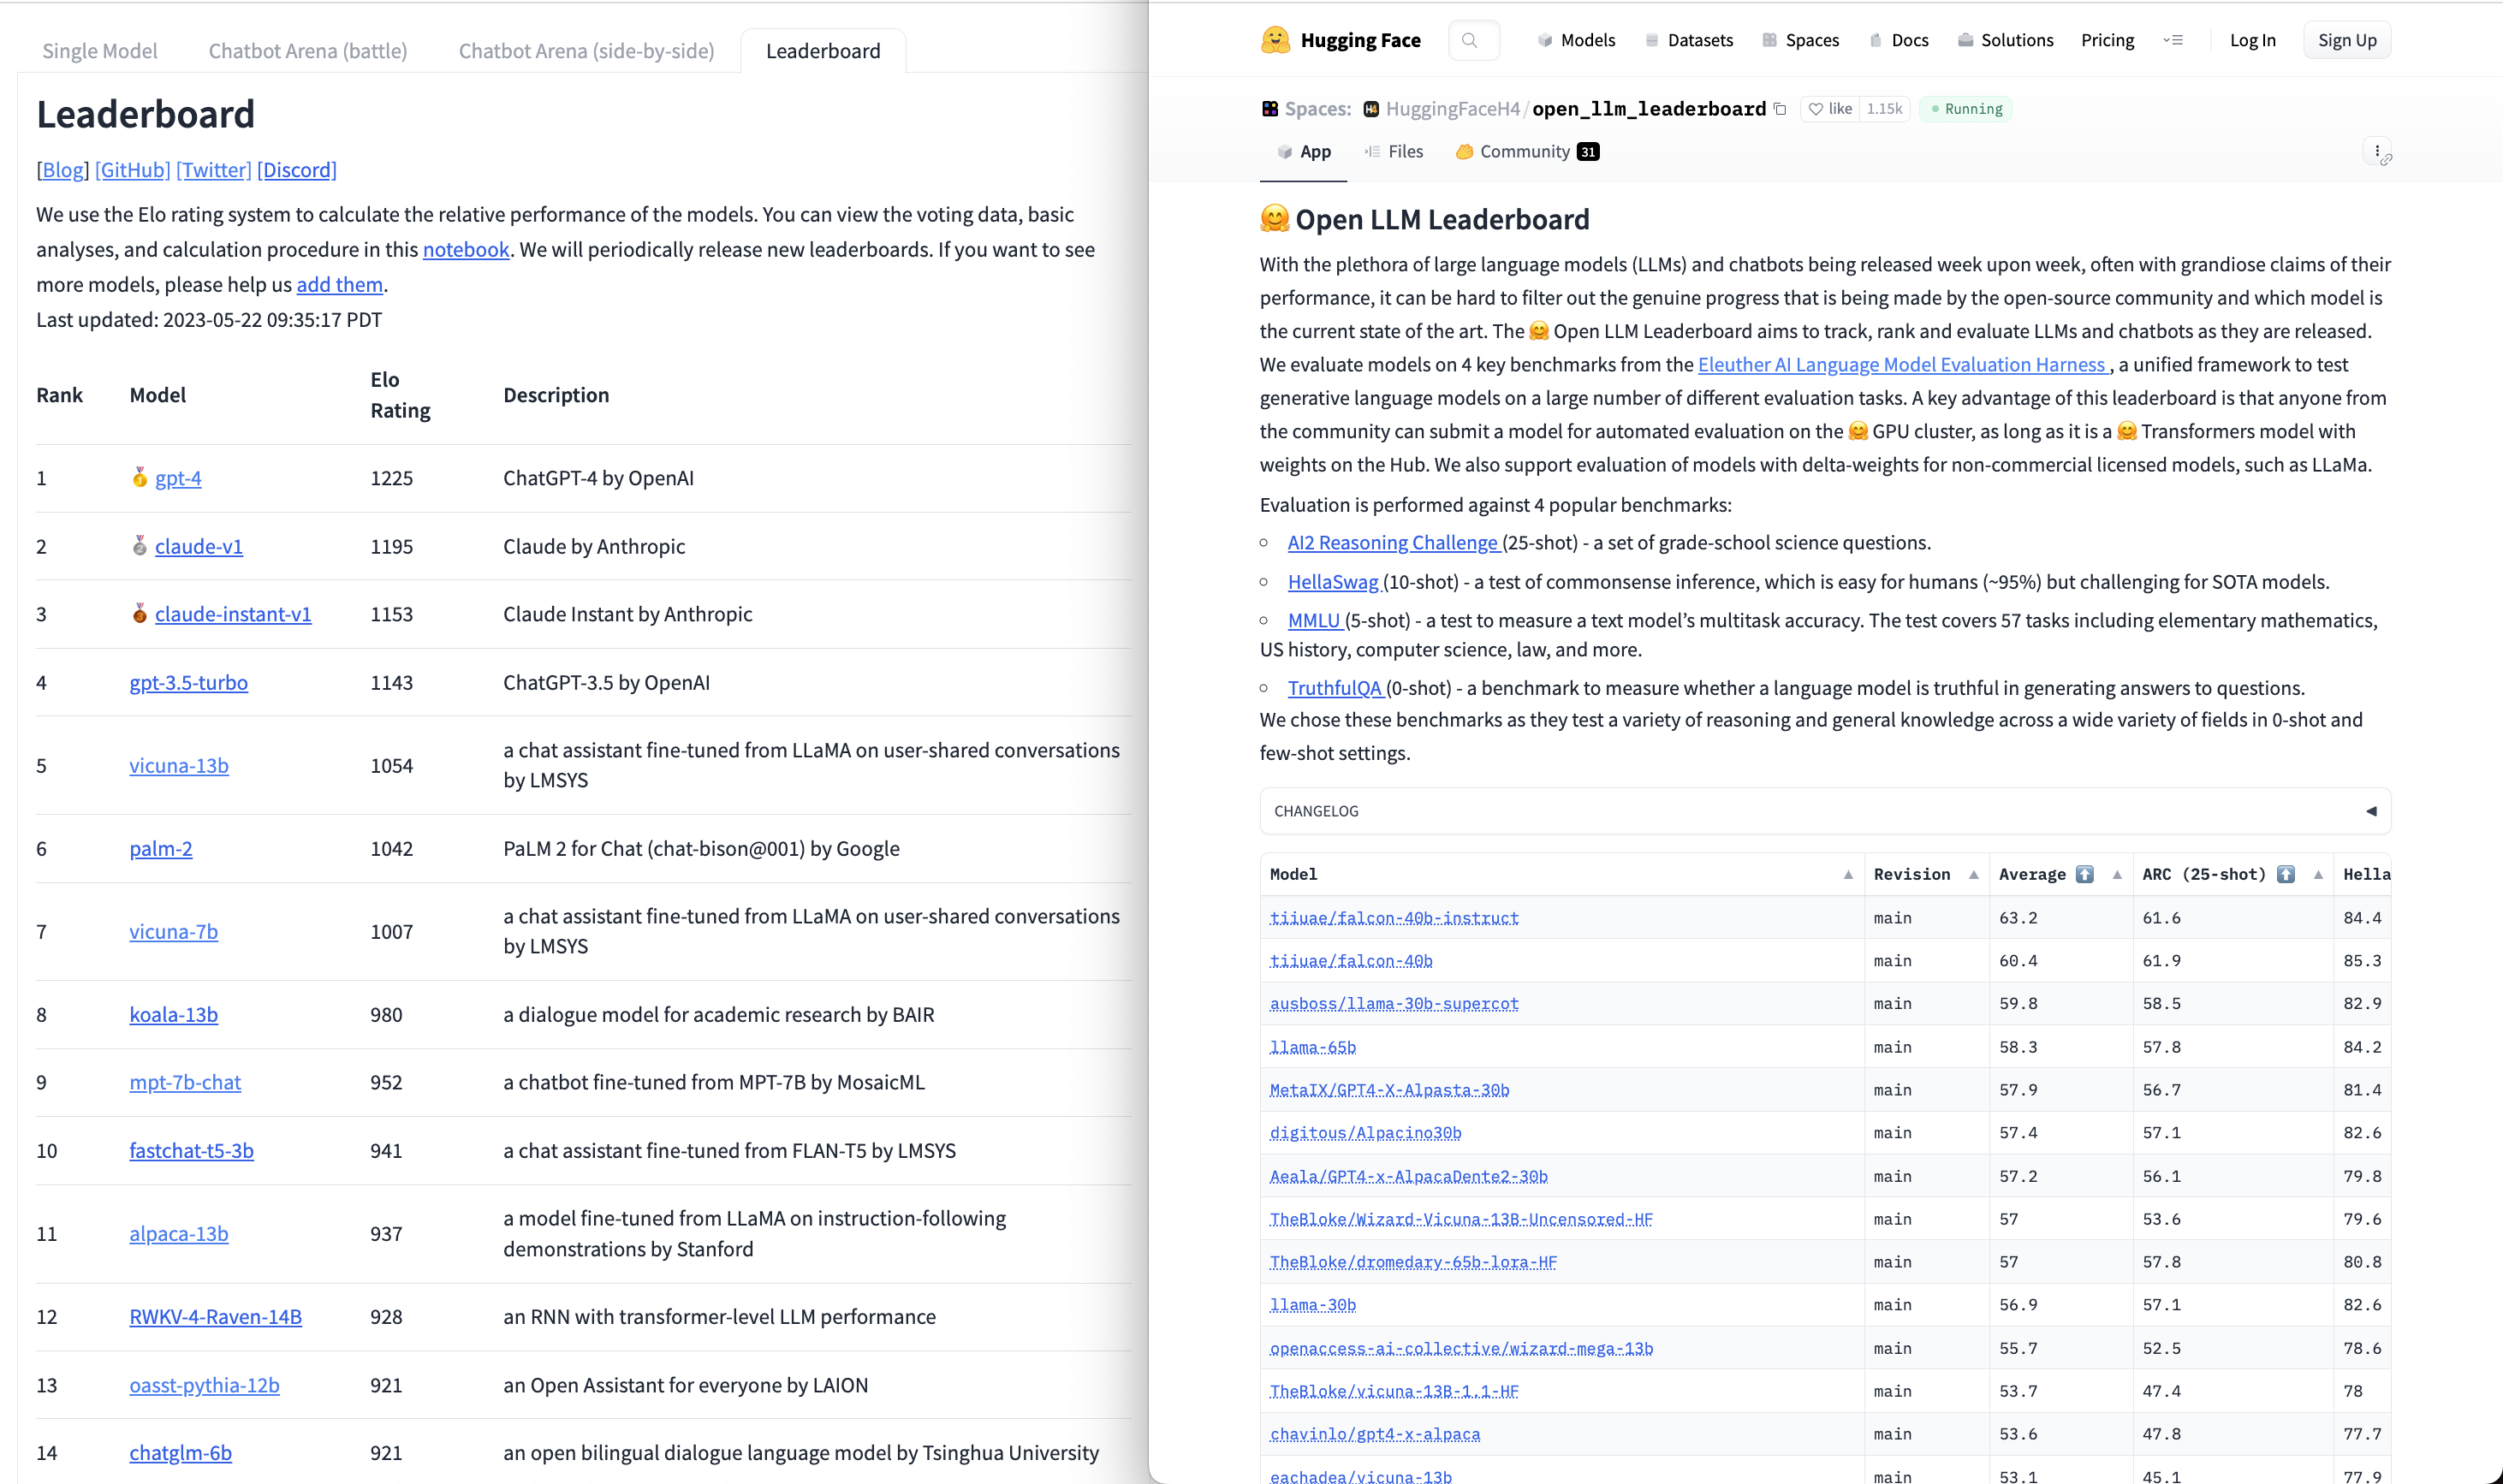 Single Model Chatbot Arena (battle) Chatbot Arena (side-by-side) Leaderboard
Leaderboard
[Blog] [GitHub] [Twitter] [Discord]
We use the Elo rating system to calculate the relative performance of the models. You can view the voting data, basic
analyses, and calculation procedure in this notebook. We will periodically release new leaderboards. If you want to see
more models, please help us add them.
Last updated: 2023-05-22 09:35:17 PDT
Rank Model Elo Rating Description
1 gpt-4 1225 ChatGPT-4 by OpenAI
2 claude-v1 1195 Claude by Anthropic
3 claude-instant-v1 1153 Claude Instant by Anthropic
4 gpt-3.5-turbo 1143 ChatGPT-3.5 by OpenAI
5 vicuna-13b 1054 a chat assistant fine-tuned from LLaMA on user-shared conversations
by LMSYS
6 palm-2 1042 PaLM 2 for Chat (chat-bison@001) by Google
7 vicuna-7b 1007 a chat assistant fine-tuned from LLaMA on user-shared conversations
by LMSYS
8 koala-13b 980 a dialogue model for academic research by BAIR
9 mpt-7b-chat 952 a chatbot fine-tuned from MPT-7B by MosaicML
10 fastchat-t5-3b 941 a chat assistant fine-tuned from FLAN-T5 by LMSYS
11 alpaca-13b 937 a model fine-tuned from LLaMA on instruction-following
demonstrations by Stanford
12 RWKV-4-Raven-14B 928 an RNN with transformer-level LLM performance
13 oasst-pythia-12b 921 an Open Assistant for everyone by LAION
14 chatglm-6b 921 an open bilingual dialogue language model by Tsinghua University
Hugging Face Models Datasets Spaces Docs Solutions Pricing Log In Sign Up
Spaces: H4 HuggingFaceH4/open_llm_leaderboard like 1.15k Running
App Files Community 31
🤗 Open LLM Leaderboard
With the plethora of large language models (LLMs) and chatbots being released week upon week, often with grandiose claims of their
performance, it can be hard to filter out the genuine progress that is being made by the open-source community and which model is
the current state of the art. The 🤗 Open LLM Leaderboard aims to track, rank and evaluate LLMs and chatbots as they are released.
We evaluate models on 4 key benchmarks from the Eleuther AI Language Model Evaluation Harness , a unified framework to test
generative language models on a large number of different evaluation tasks. A key advantage of this leaderboard is that anyone from
the community can submit a model for automated evaluation on the 🤗 GPU cluster, as long as it is a 🤗 Transformers model with
weights on the Hub. We also support evaluation of models with delta-weights for non-commercial licensed models, such as LLaMa.
Evaluation is performed against 4 popular benchmarks:
AI2 Reasoning Challenge (25-shot) - a set of grade-school science questions.
HellaSwag (10-shot) - a test of commonsense inference, which is easy for humans (~95%) but challenging for SOTA models.
MMLU (5-shot) - a test to measure a text model’s multitask accuracy. The test covers 57 tasks including elementary mathematics,
US history, computer science, law, and more.
TruthfulQA (0-shot) - a benchmark to measure whether a language model is truthful in generating answers to questions.
We chose these benchmarks as they test a variety of reasoning and general knowledge across a wide variety of fields in 0-shot and
few-shot settings.
CHANGELOG
Model Revision Average ⬆️ ARC (25-shot) ⬆️ Hella
tiiuae/falcon-40b-instruct main 63.2 61.6 84.4
tiiuae/falcon-40b main 60.4 61.9 85.3
ausboss/llama-30b-supercot main 59.8 58.5 82.9
llama-65b main 58.3 57.8 84.2
MetaIX/GPT4-X-Alpasta-30b main 57.9 56.7 81.4
digitous/Alpacino30b main 57.4 57.1 82.6
Aeala/GPT4-x-AlpacaDente2-30b main 57.2 56.1 79.8
TheBloke/Wizard-Vicuna-13B-Uncensored-HF main 57 53.6 79.6
TheBloke/dromedary-65b-lora-HF main 57 57.8 80.8
llama-30b main 56.9 57.1 82.6
openaccess-ai-collective/wizard-mega-13b main 55.7 52.5 78.6
TheBloke/vicuna-13B-1.1-HF main 53.7 47.4 78
chavinlo/gpt4-x-alpaca main 53.6 47.8 77.7
eachadea/vicuna-13b main 53.1 45.1 77.9